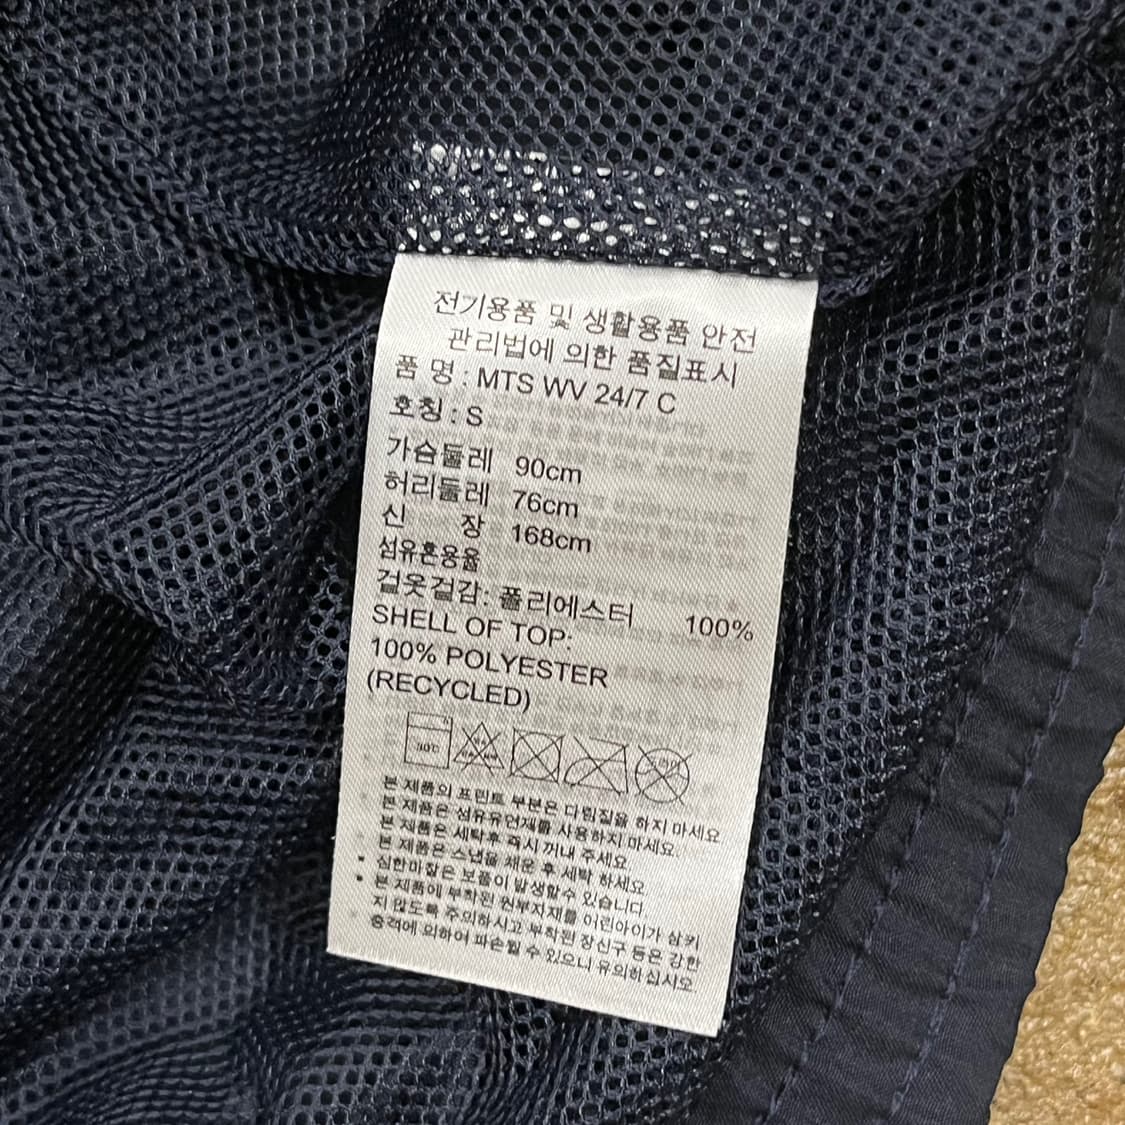 전기용품 및 생활용품 안전
관리법에 의한 품질표시
품 명 : MTS WV 24/7 C
호칭 : S
가슴둘레 90cm
허리둘레 76cm
신 장 168cm
섬유혼용율
겉옷겉감: 폴리에스터 100%
SHELL OF TOP:
100% POLYESTER
(RECYCLED)
30℃
본 제품의 프린트 부분은 다림질을 하지 마세요
본 제품은 섬유유연제를 사용하지 마세요.
본 제품은 세탁후 즉시 꺼내 주세요
본 제품은 스냅을 채운 후 세탁 하세요
• 심한마찰은 보풀이 발생할수 있습니다.
• 본 제품에 부착된 원부자재를 어린아이가 삼키
지 않도록 주의하시고 부착된 장신구 등은 강한
충격에 의하여 파손될 수 있으니 유의하십시오.